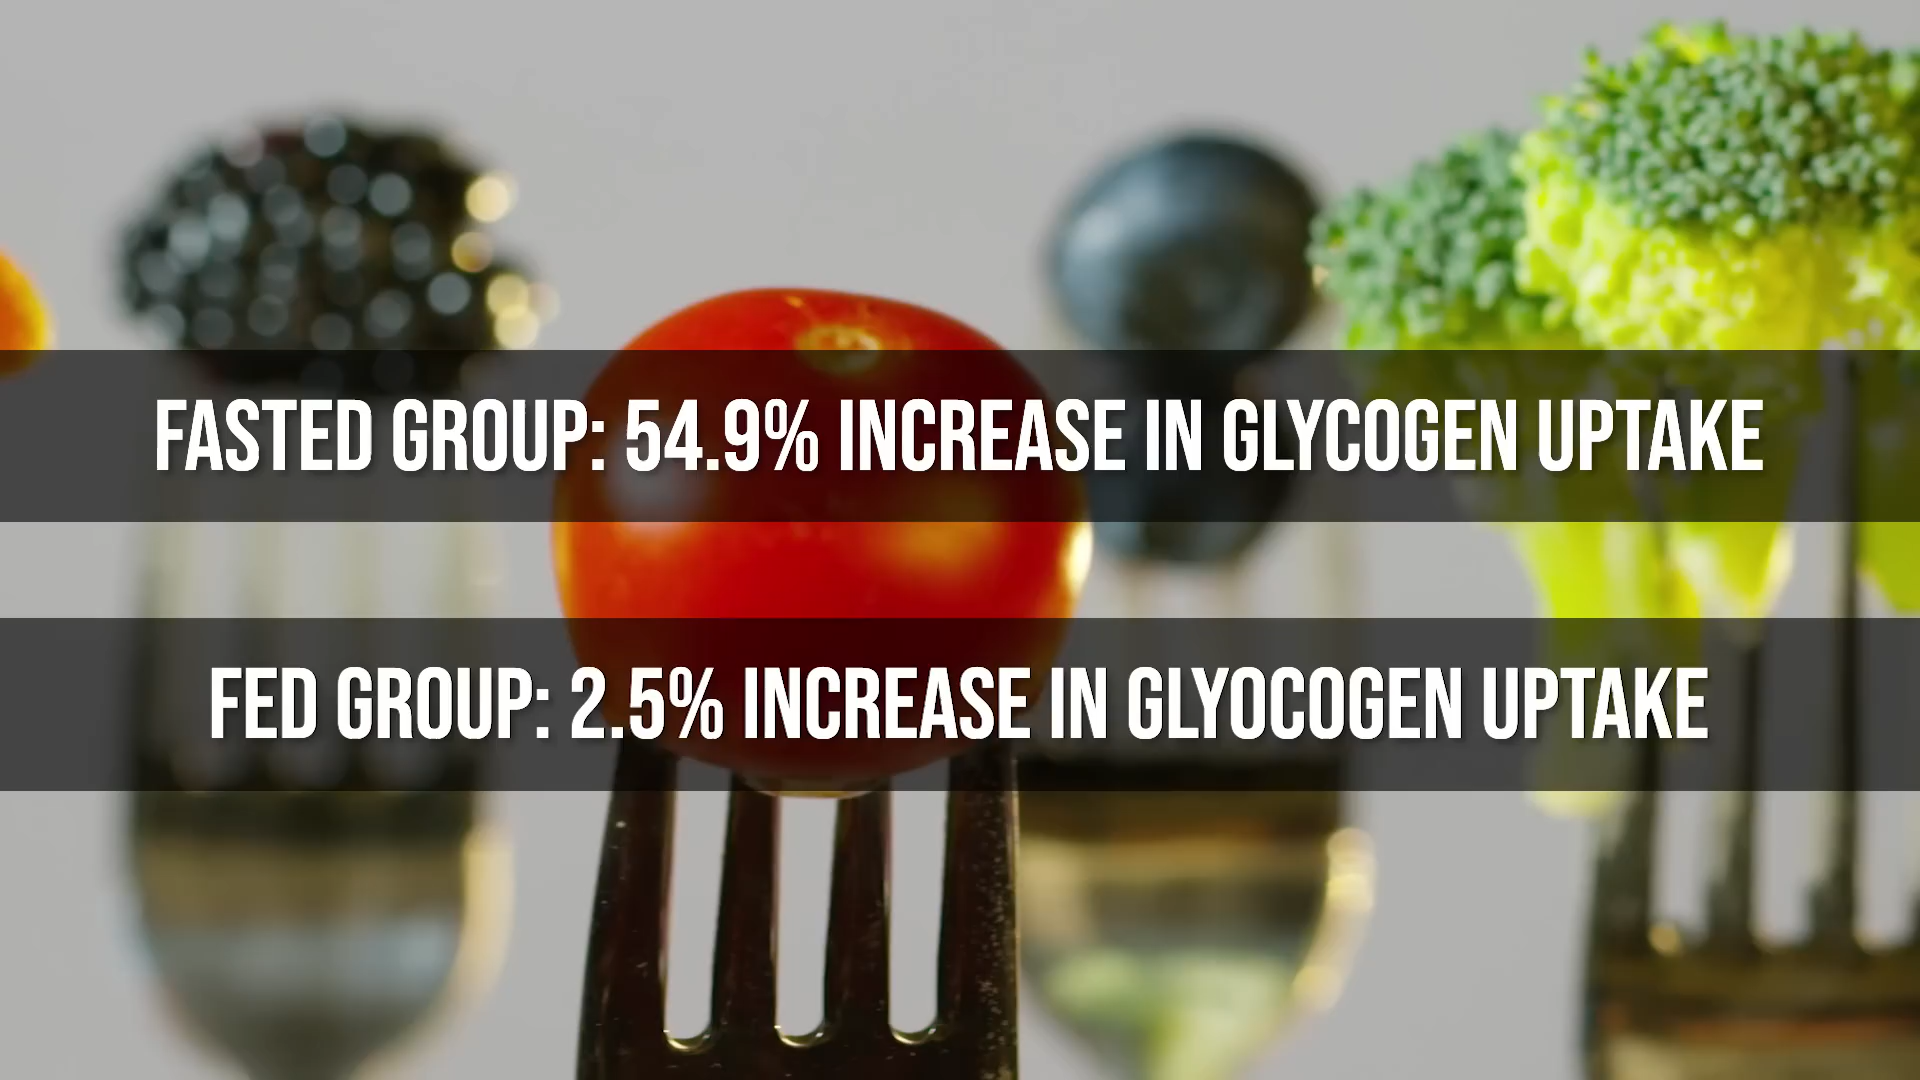 FASTED GROUP: 54.9% INCREASE IN GLYCOGEN UPTAKE
FED GROUP: 2.5% INCREASE IN GLYOCOGEN UPTAKE